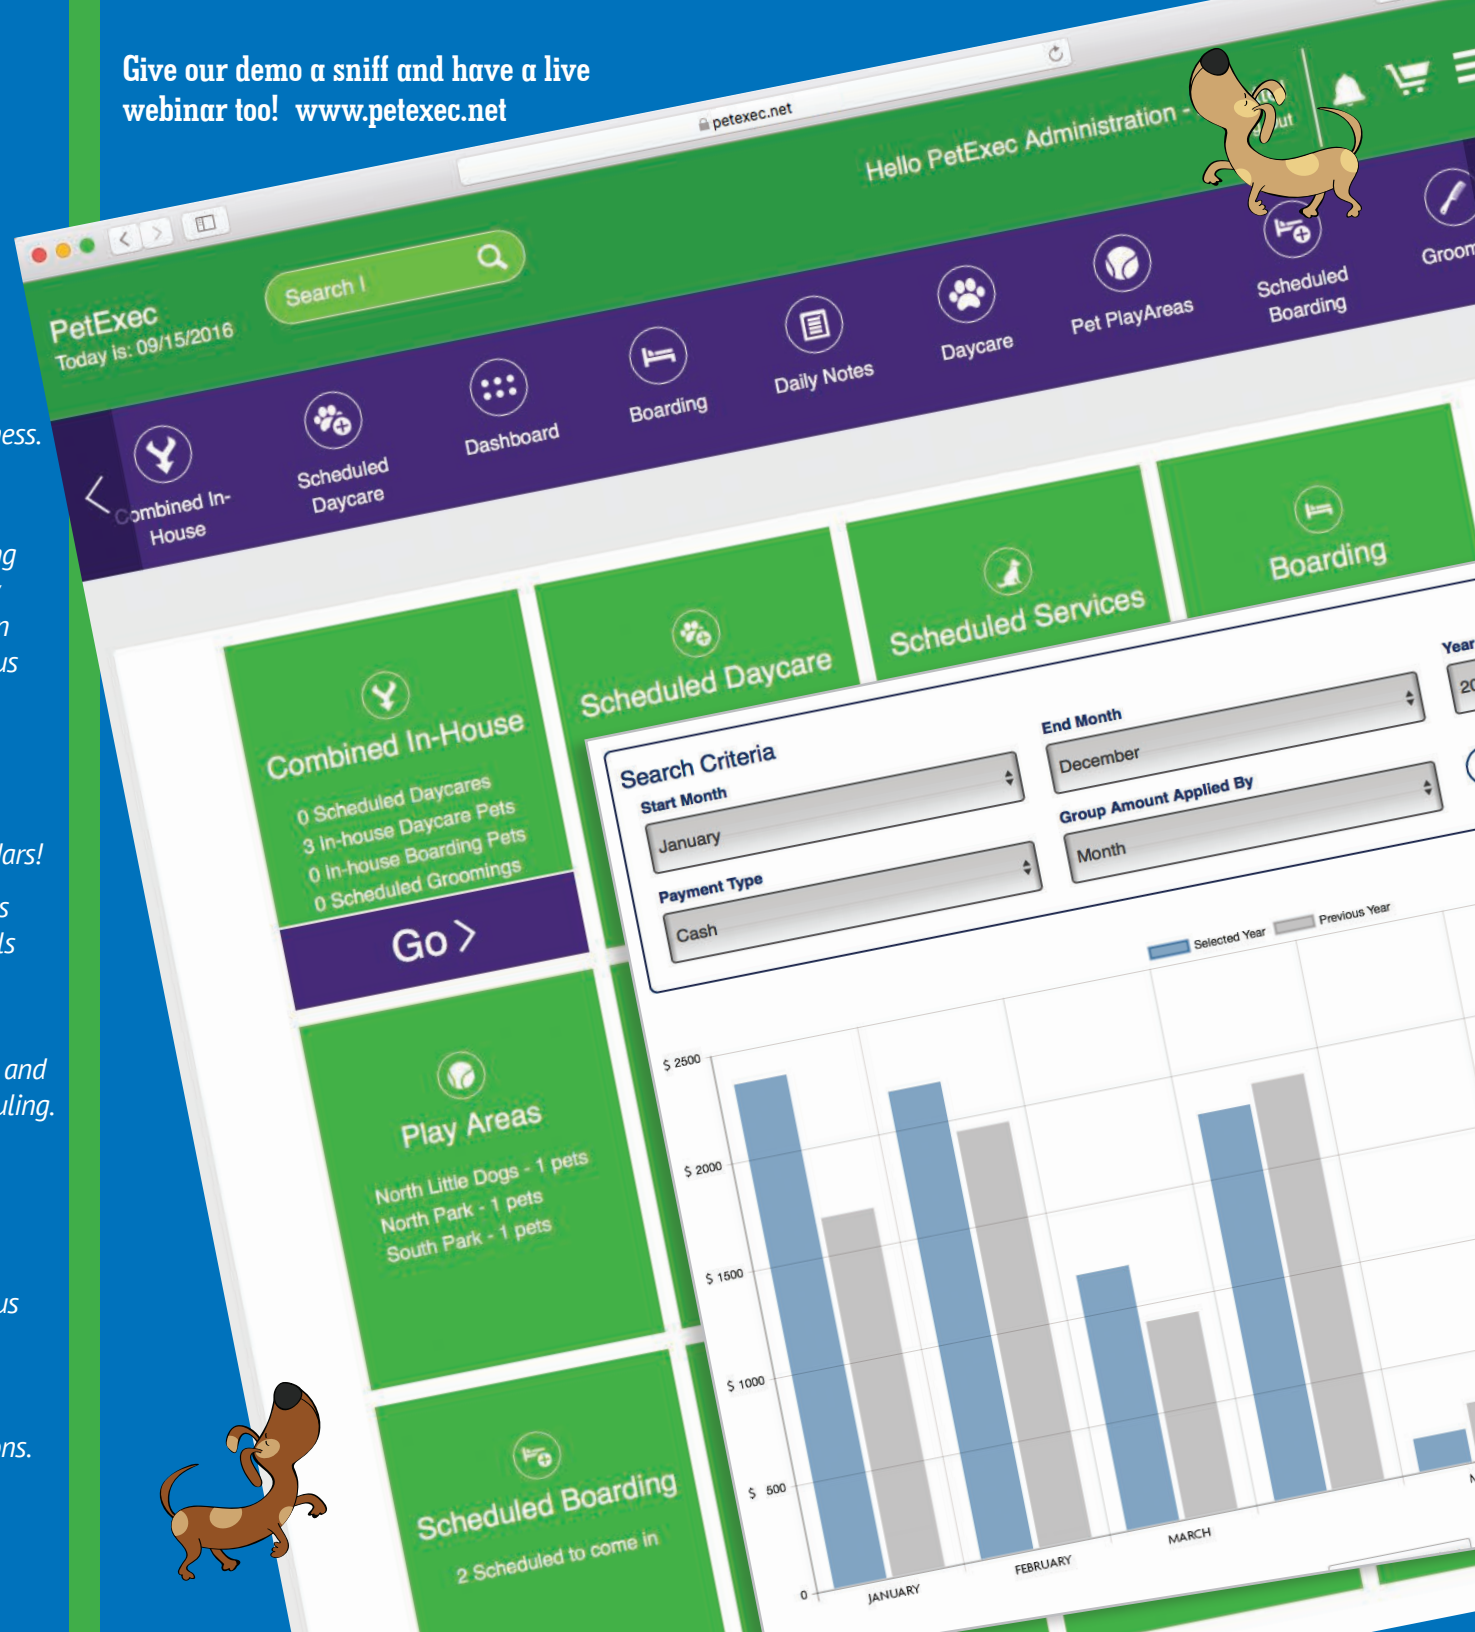 Give our demo a sniff and have a live
webinar too! www.petexec.net
petexec.net
Hello PetExec Administration -
PetExec
Today is: 09/15/2016
Search
Combined In-
House
Scheduled
Daycare
Dashboard
Boarding
Daily Notes
Daycare
Pet PlayAreas
Scheduled
Boarding
Combined In-House
0 Scheduled Daycares
3 In-house Daycare Pets
0 In-house Boarding Pets
0 Scheduled Groomings
Go >
Scheduled Daycare
Scheduled Services
Boarding
Play Areas
North Little Dogs - 1 pets
North Park - 1 pets
South Park - 1 pets
Scheduled Boarding
2 Scheduled to come in
Search Criteria
Start Month
January
End Month
December
Year
Payment Type
Cash
Group Amount Applied By
Month
Selected Year
Previous Year
$ 2500
$ 2000
$ 1500
$ 1000
$ 500
0
JANUARY
FEBRUARY
MARCH
and